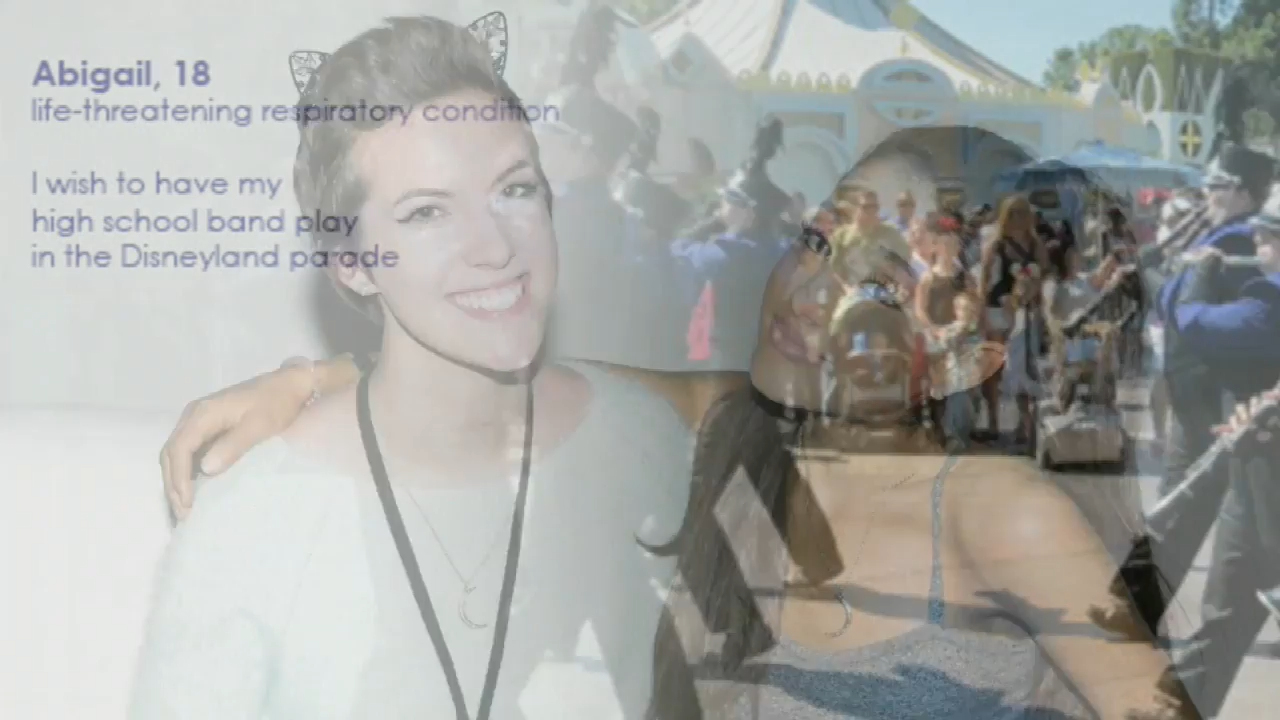 Abigail, 18
life-threatening respiratory condition
I wish to have my
high school band play
in the Disneyland parade